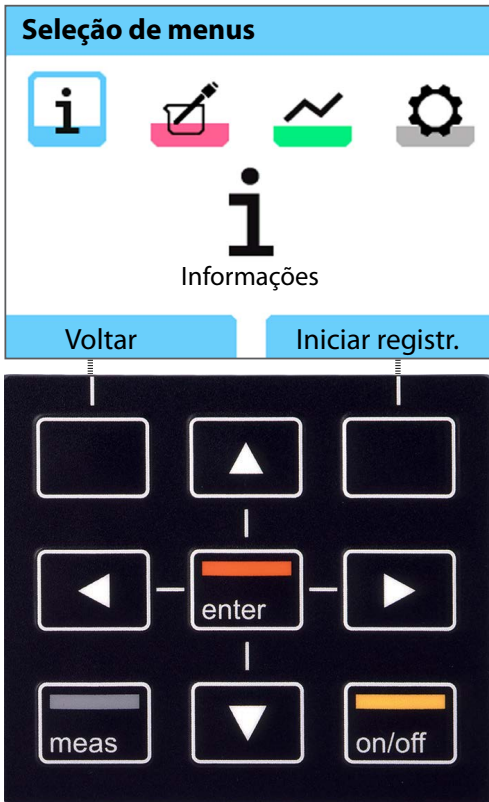 Seleção de menus
Informações
Voltar Iniciar registr.
enter
meas on/off